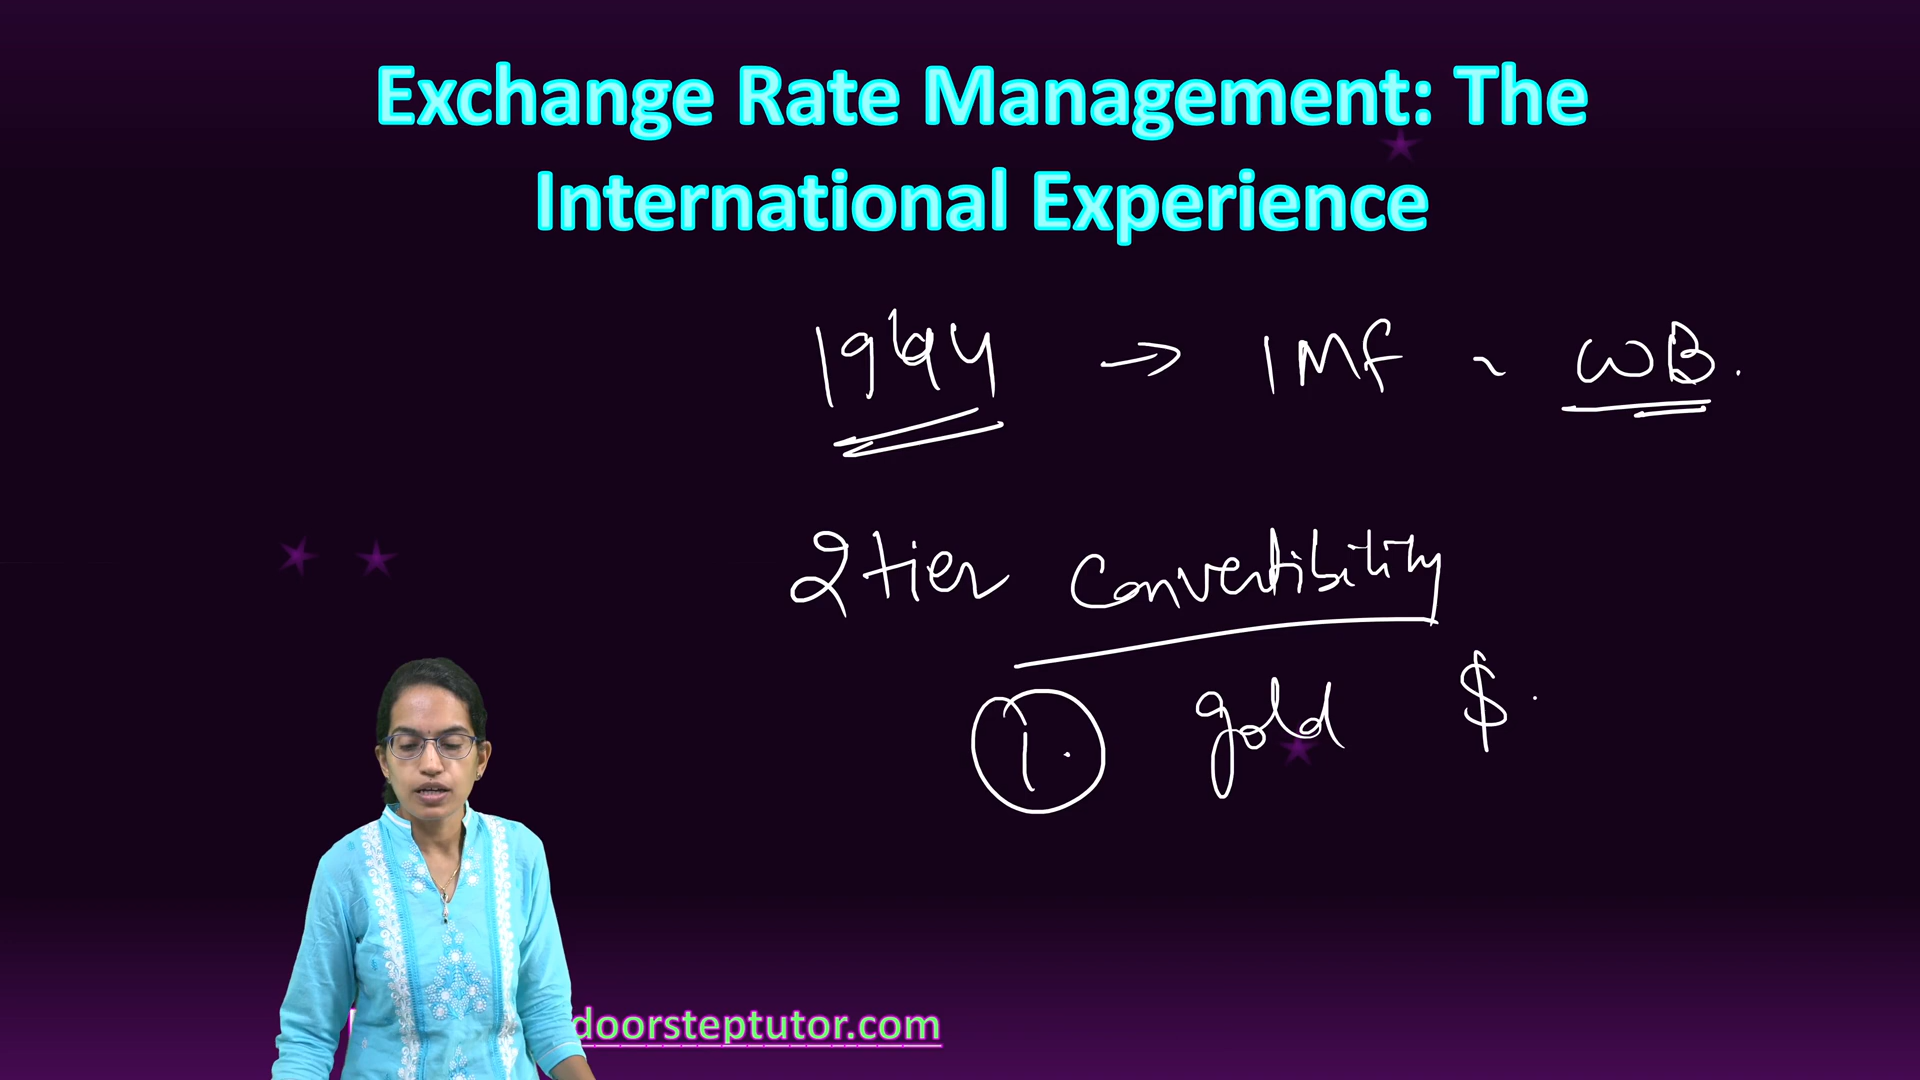 Exchange Rate Management: The
International Experience
1944 → IMF ~ WB.
2 tier Convertibility
1. gold $.
doorsteptutor.com